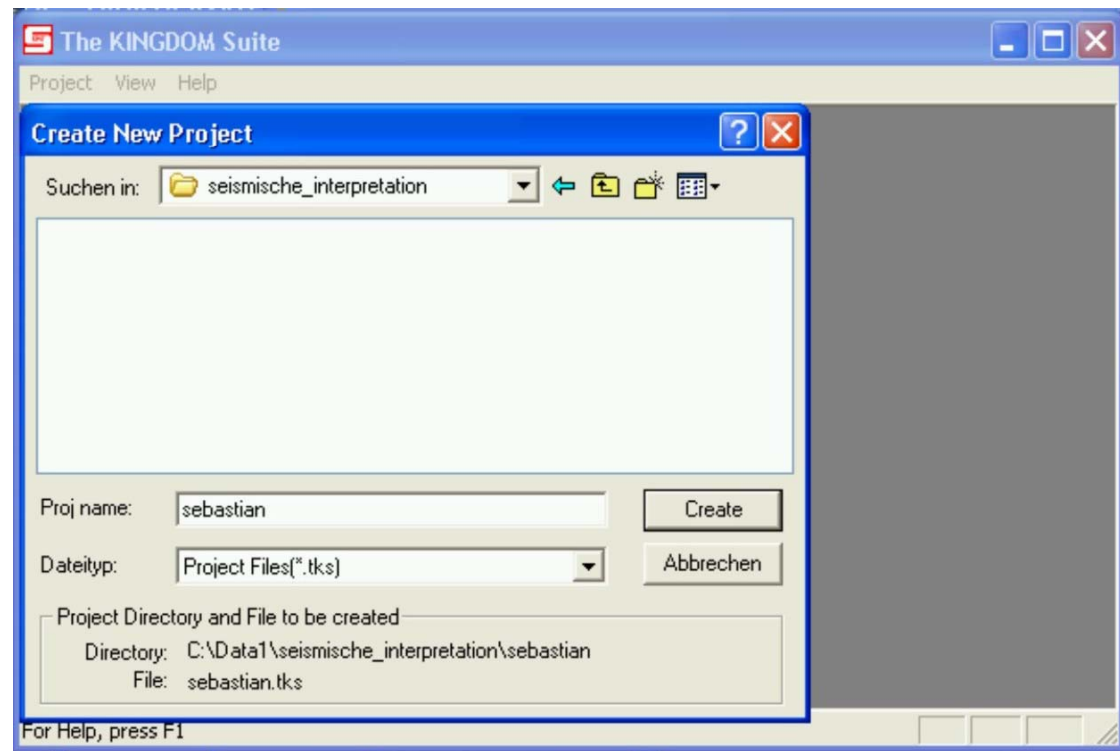 The KINGDOM Suite
Project View Help
Create New Project
Suchen in: seismische_interpretation
Proj name: sebastian Create
Dateityp: Project Files(*.tks) Abbrechen
Project Directory and File to be created
Directory: C:\Data1\seismische_interpretation\sebastian
File: sebastian.tks
For Help, press F1